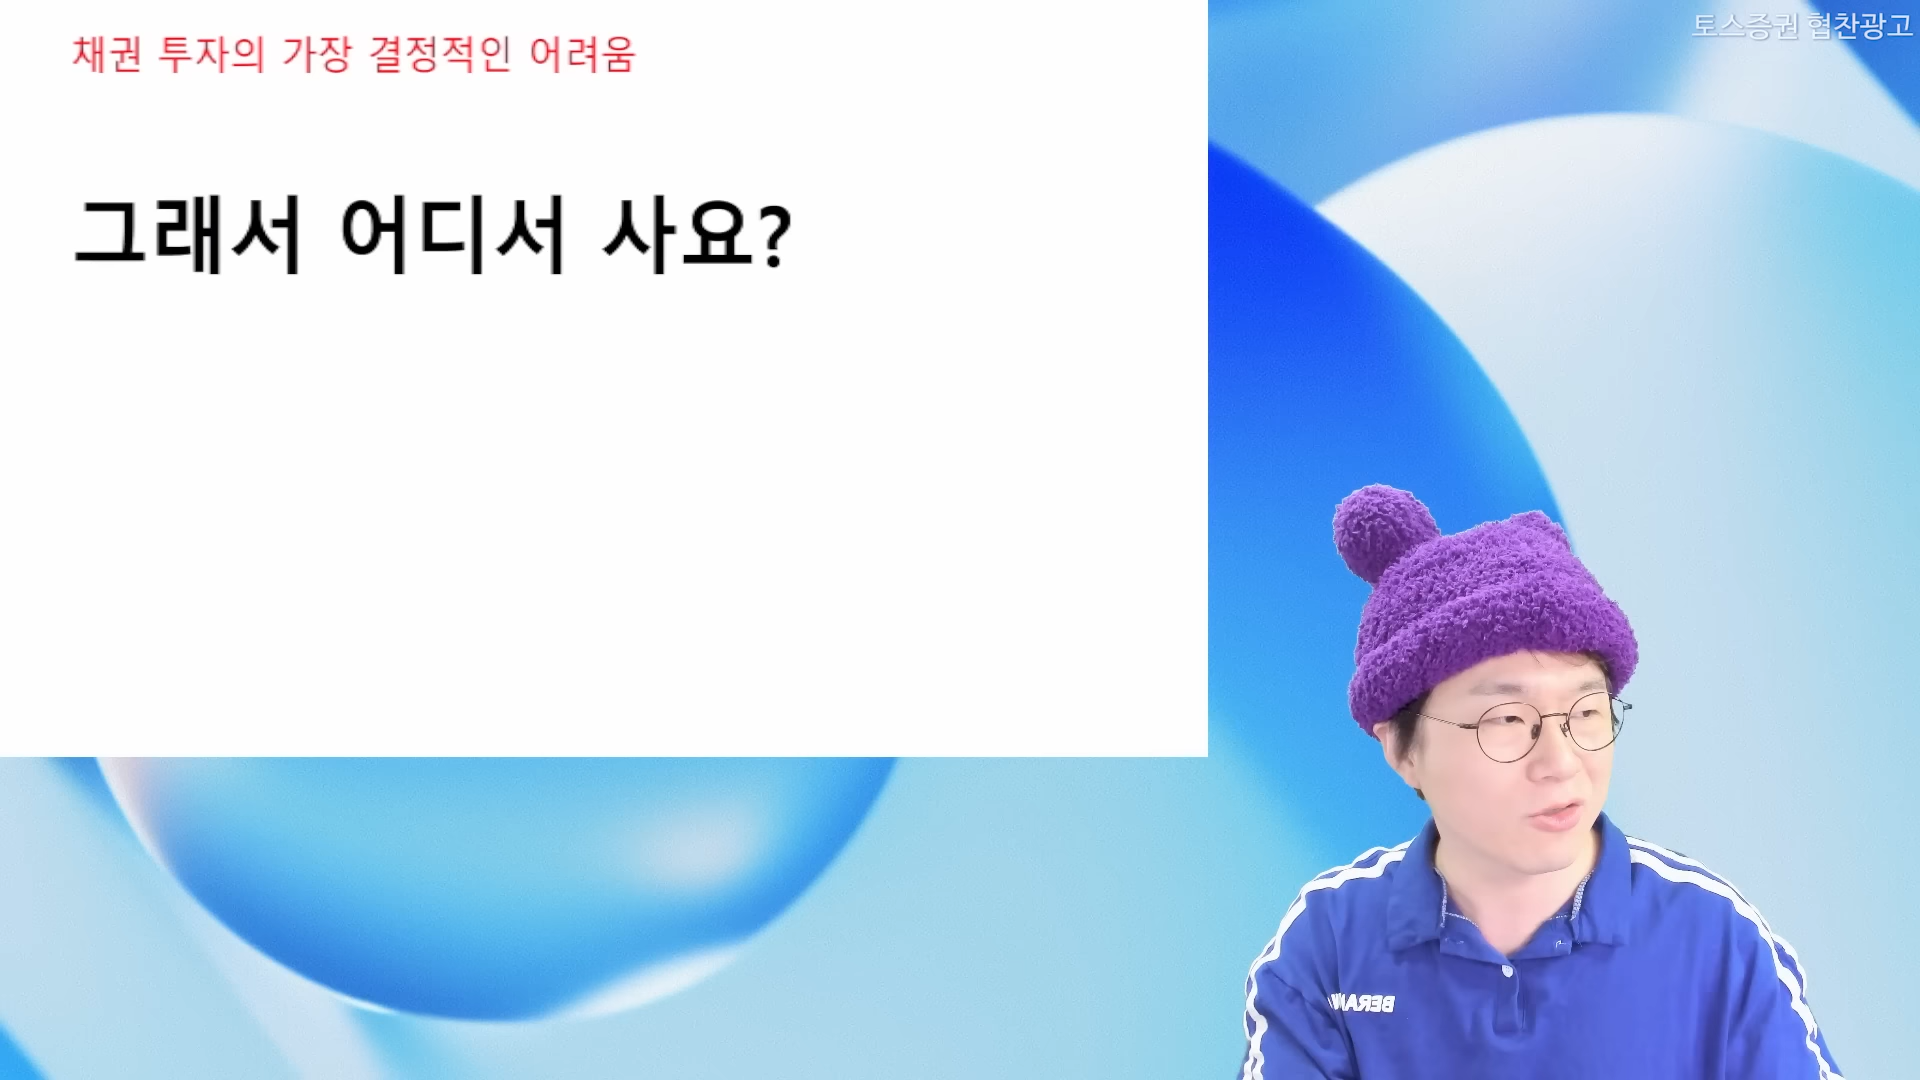 채권 투자의 가장 결정적인 어려움
토스증권 협찬광고
그래서 어디서 사요?